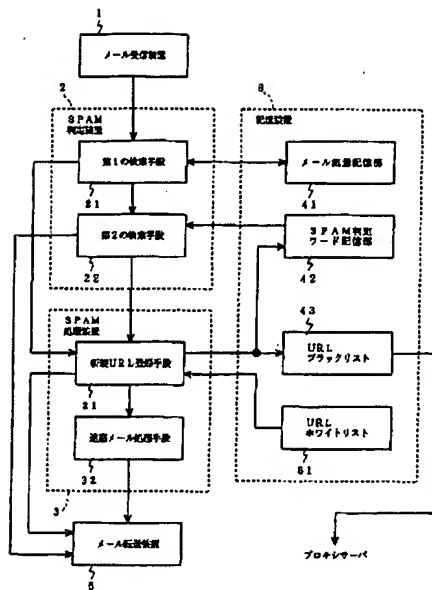 1
メール受信装置
2
SPAM
判定装置
第1の検索手段
21
第2の検索手段
22
SPAM
処理装置
新規URL登録手段
31
迷惑メール処理手段
32
3
メール転送装置
5
6
記憶装置
メール流量記憶部
41
SPAM判定
ワード記憶部
42
43
URL
ブラックリスト
URL
ホワイトリスト
61
プロキシサーバ